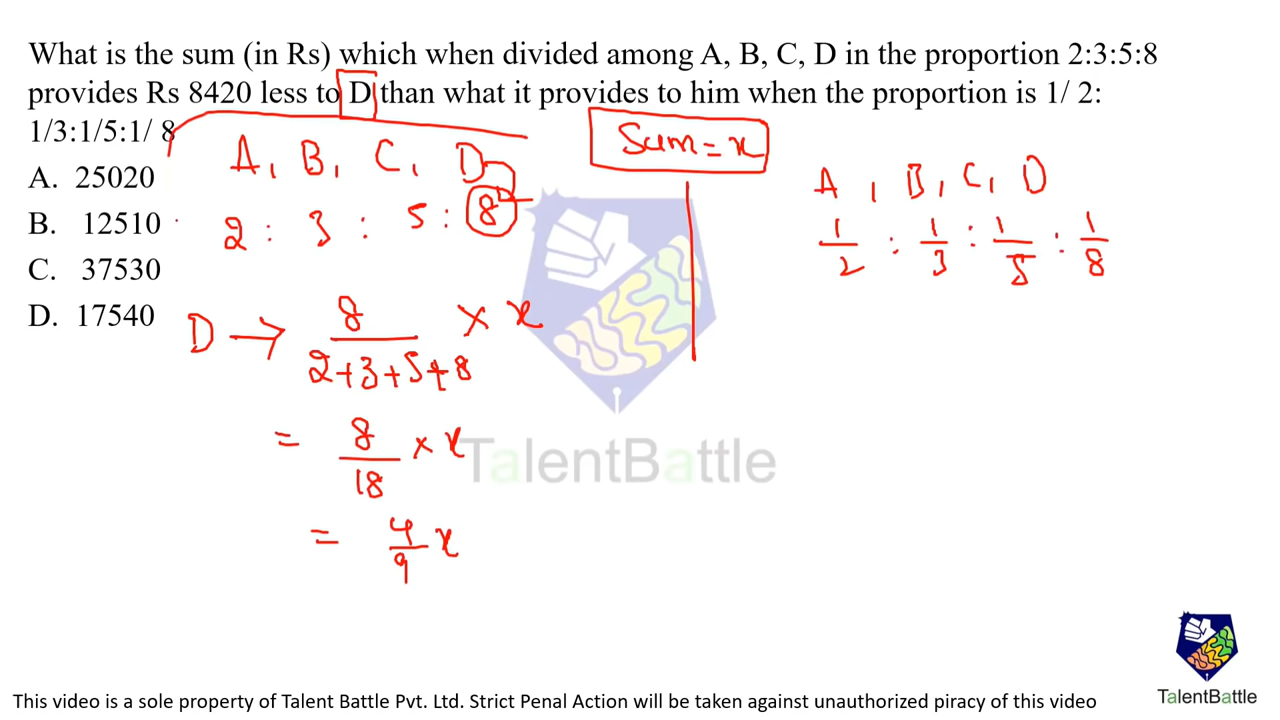 What is the sum (in Rs) which when divided among A, B, C, D in the proportion 2:3:5:8
provides Rs 8420 less to D than what it provides to him when the proportion is 1/ 2:
1/3:1/5:1/ 8
A. 25020
B. 12510
C. 37530
D. 17540
Sum = x
A, B, C, D
2 : 3 : 5 : 8
D → 8/(2+3+5+8) × x
= 8/18 × x
= 4/9 x
A, B, C, D
1/2 : 1/3 : 1/5 : 1/8
TalentBattle
TalentBattle
This video is a sole property of Talent Battle Pvt. Ltd. Strict Penal Action will be taken against unauthorized piracy of this video